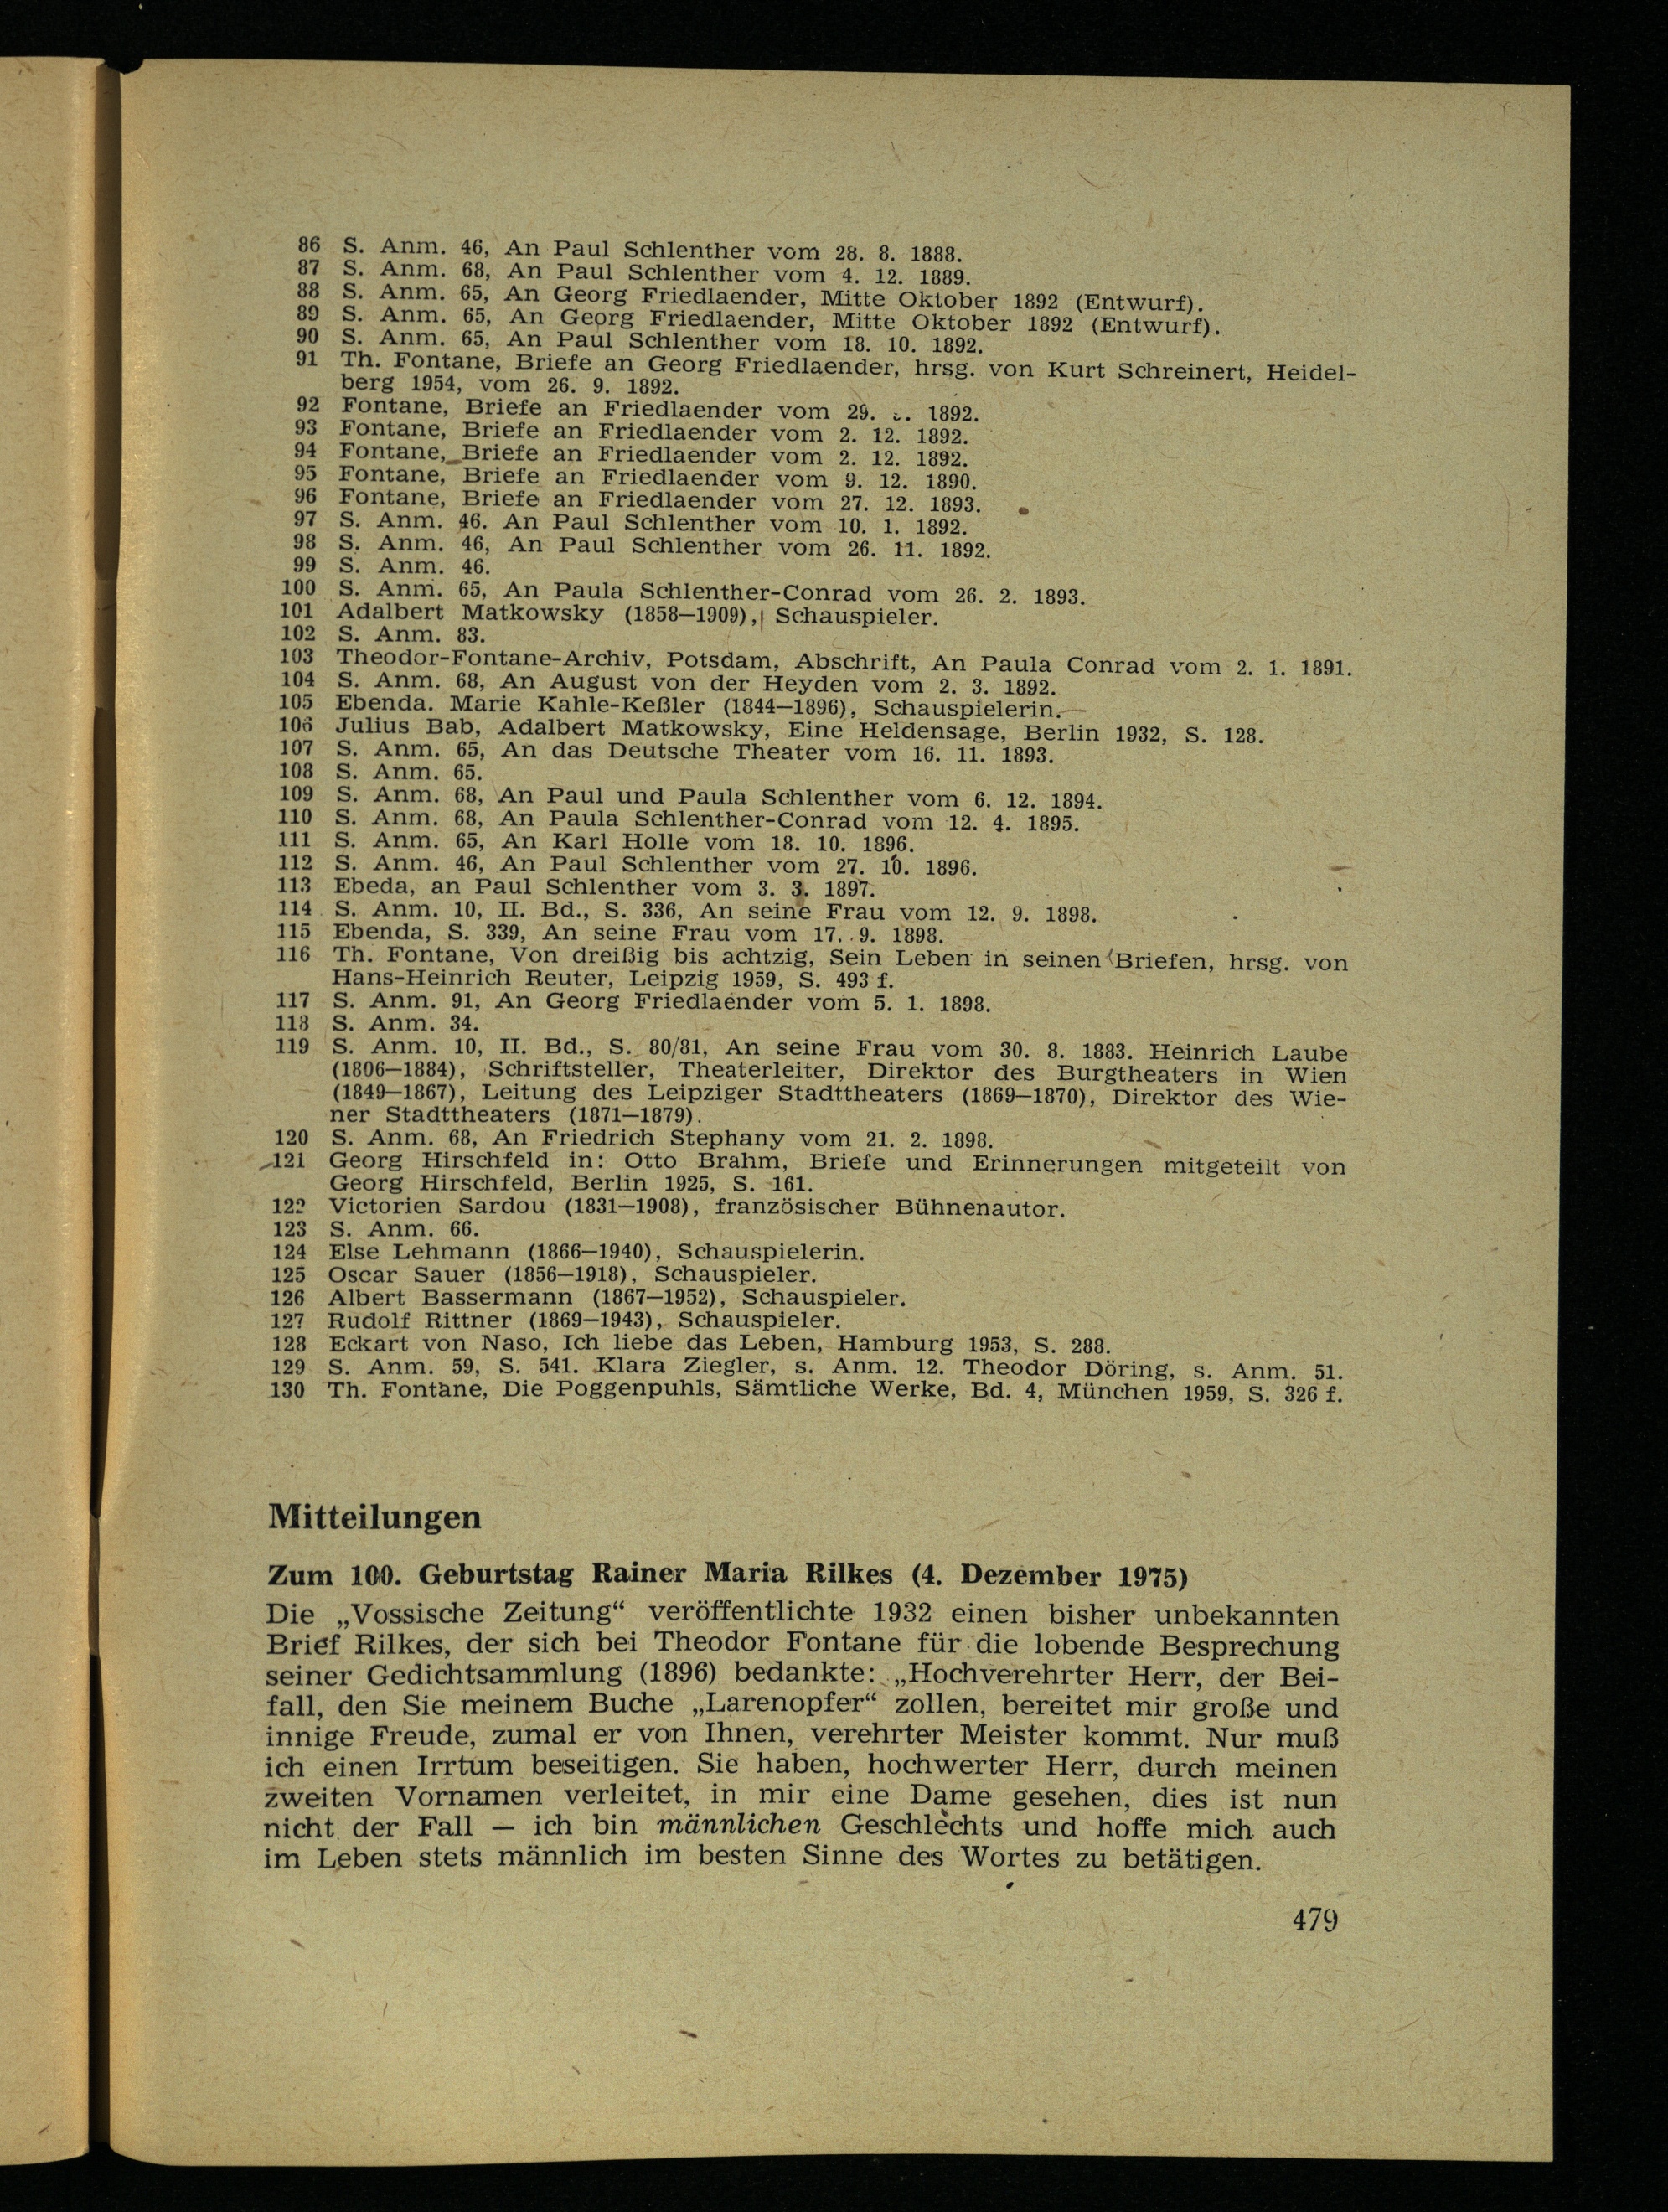 86 S. Anm. 46, An Paul Schlenther vom 28. 8. 1888.
87 S. Anm. 68, An Paul Schlenther vom 4. 12. 1889.
88 S. Anm. 65, An Georg Friedlaender, Mitte Oktober 1892 (Entwurf).
89 S. Anm. 65, An Georg Friedlaender, Mitte Oktober 1892 (Entwurf).
90 S. Anm. 65, An Paul Schlenther vom 18. 10. 1892.
91 Th. Fontane, Briefe an Georg Friedlaender, hrsg. von Kurt Schreinert, Heidel-
berg 1954, vom 26. 9. 1892.
92 Fontane, Briefe an Friedlaender vom 29. . 1892.
93 Fontane, Briefe an Friedlaender vom 2. 12. 1892.
94 Fontane, Briefe an Friedlaender vom 2. 12. 1892.
95 Fontane, Briefe an Friedlaender vom 9. 12. 1890.
96 Fontane, Briefe an Friedlaender vom 27. 12. 1893.
97 S. Anm. 46. An Paul Schlenther vom 10. 1. 1892.
98 S. Anm. 46, An Paul Schlenther vom 26. 11. 1892.
99 S. Anm. 46.
100 S. Anm. 65, An Paula Schlenther-Conrad vom 26. 2. 1893.
101 Adalbert Matkowsky (1858—1909), Schauspieler.
102 S. Anm. 83.
103 Theodor-Fontane-Archiv, Potsdam, Abschrift, An Paula Conrad vom 2. 1. 1891.
104 S. Anm. 68, An August von der Heyden vom 2. 3. 1892.
105 Ebenda. Marie Kahle-Keßler (1844—1896), Schauspielerin.
106 Julius Bab, Adalbert Matkowsky, Eine Heldensage, Berlin 1932, S. 128.
107 S. Anm. 65, An das Deutsche Theater vom 16. 11. 1893.
108 S. Anm. 65.
109 S. Anm. 68, An Paul und Paula Schlenther vom 6. 12. 1894.
110 S. Anm. 68, An Paula Schlenther-Conrad vom 12. 4. 1895.
111 S. Anm. 65, An Karl Holle vom 18. 10. 1896.
112 S. Anm. 46, An Paul Schlenther vom 27. 10. 1896.
113 Ebeda, an Paul Schlenther vom 3. 3. 1897.
114 S. Anm. 10, II. Bd., S. 336, An seine Frau vom 12. 9. 1898.
115 Ebenda, S. 339, An seine Frau vom 17. 9. 1898.
116 Th. Fontane, Von dreißig bis achtzig, Sein Leben in seinen Briefen, hrsg. von
Hans-Heinrich Reuter, Leipzig 1959, S. 493 f.
117 S. Anm. 91, An Georg Friedlaender vom 5. 1. 1898.
118 S. Anm. 34.
119 S. Anm. 10, II. Bd., S. 80/81, An seine Frau vom 30. 8. 1883. Heinrich Laube
(1806—1884), Schriftsteller, Theaterleiter, Direktor des Burgtheaters in Wien
(1849—1867), Leitung des Leipziger Stadttheaters (1869—1870), Direktor des Wie-
ner Stadttheaters (1871—1879).
120 S. Anm. 68, An Friedrich Stephany vom 21. 2. 1898.
121 Georg Hirschfeld in: Otto Brahm, Briefe und Erinnerungen mitgeteilt von
Georg Hirschfeld, Berlin 1925, S. 161.
122 Victorien Sardou (1831—1908), französischer Bühnenautor.
123 S. Anm. 66.
124 Else Lehmann (1866—1940), Schauspielerin.
125 Oscar Sauer (1856—1918), Schauspieler.
126 Albert Bassermann (1867—1952), Schauspieler.
127 Rudolf Rittner (1869—1943), Schauspieler.
128 Eckart von Naso, Ich liebe das Leben, Hamburg 1953, S. 288.
129 S. Anm. 59, S. 541. Klara Ziegler, s. Anm. 12. Theodor Döring, s. Anm. 51.
130 Th. Fontane, Die Poggenpuhls, Sämtliche Werke, Bd. 4, München 1959, S. 326 f.
Mitteilungen
Zum 100. Geburtstag Rainer Maria Rilkes (4. Dezember 1975)
Die „Vossische Zeitung“ veröffentlichte 1932 einen bisher unbekannten
Brief Rilkes, der sich bei Theodor Fontane für die lobende Besprechung
seiner Gedichtsammlung (1896) bedankte: „Hochverehrter Herr, der Bei-
fall, den Sie meinem Buche „Larenopfer“ zollen, bereitet mir große und
innige Freude, zumal er von Ihnen, verehrter Meister kommt. Nur muß
ich einen Irrtum beseitigen. Sie haben, hochwerter Herr, durch meinen
zweiten Vornamen verleitet, in mir eine Dame gesehen, dies ist nun
nicht der Fall — ich bin männlichen Geschlechts und hoffe mich auch
im Leben stets männlich im besten Sinne des Wortes zu betätigen.
479